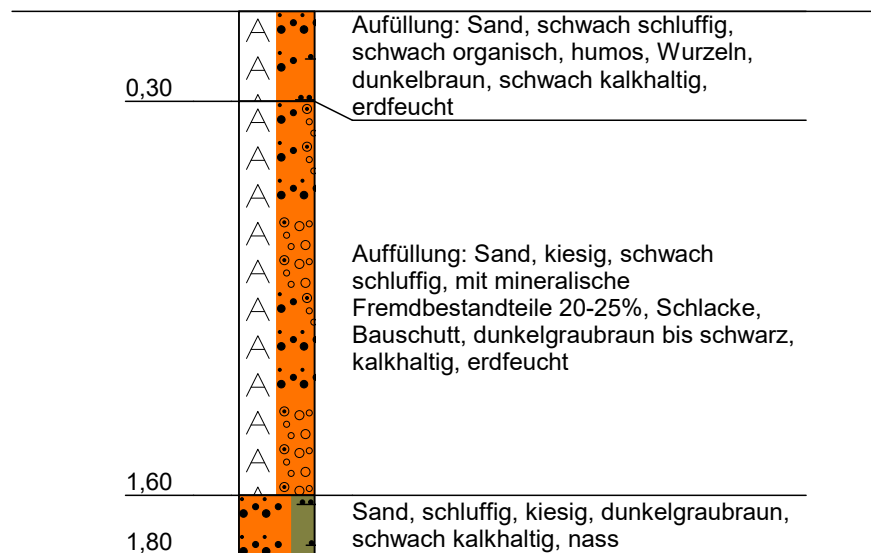 Aufüllung: Sand, schwach schluffig,
schwach organisch, humos, Wurzeln,
dunkelbraun, schwach kalkhaltig,
erdfeucht
0,30
Auffüllung: Sand, kiesig, schwach
schluffig, mit mineralische
Fremdbestandteile 20-25%, Schlacke,
Bauschutt, dunkelgraubraun bis schwarz,
kalkhaltig, erdfeucht
1,60
Sand, schluffig, kiesig, dunkelgraubraun,
schwach kalkhaltig, nass
1,80
A
A
A
A
A
A
A
A
A
A
A
A